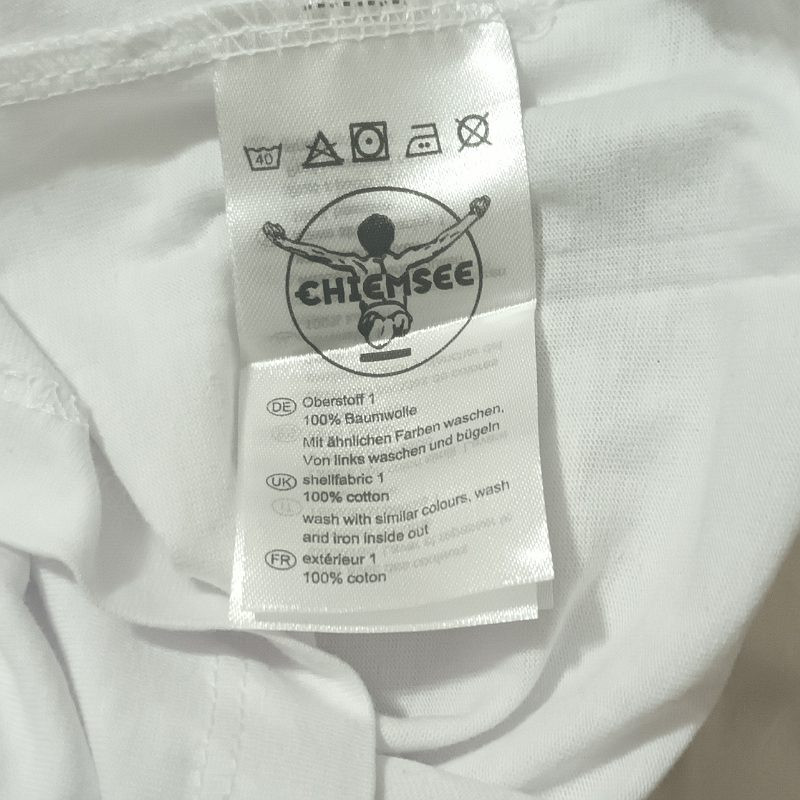 40
CHIEMSEE
DE Oberstoff 1
100% Baumwolle
Mit ähnlichen Farben waschen.
Von links waschen und bügeln
UK shellfabric 1
100% cotton
wash with similar colours, wash
and iron inside out
FR extérieur 1
100% coton